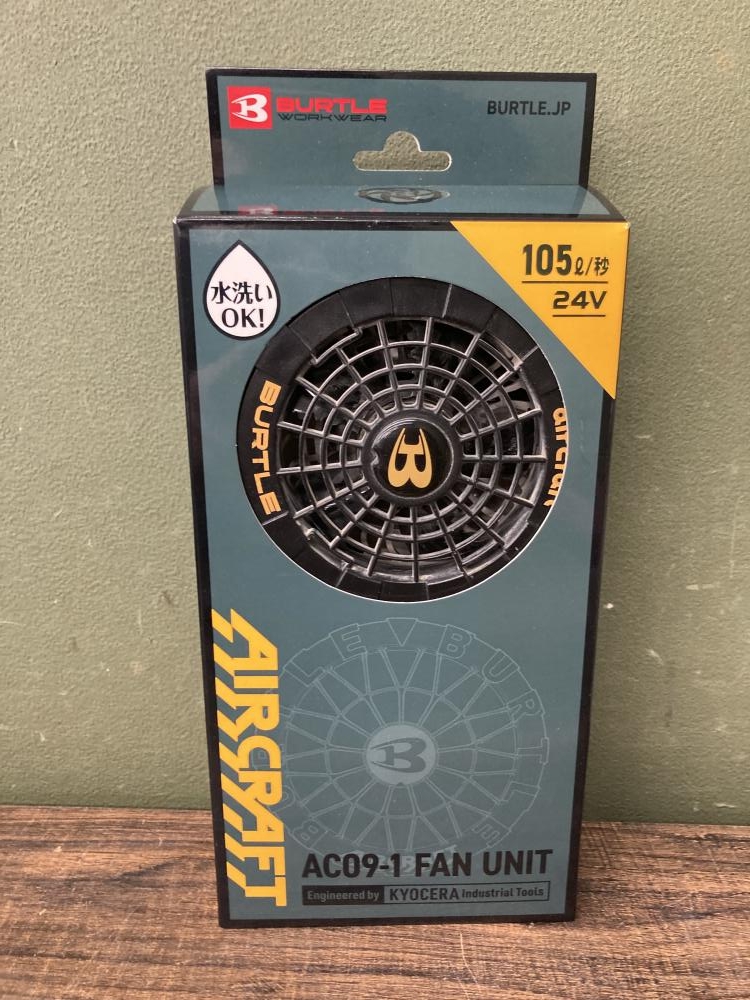 BURTLE
WORKWEAR
BURTLE.JP
水洗い
OK!
105ℓ/秒
24V
BURTLE
aircraft
B
AIRCRAFT
BURTLE
AC09-1 FAN UNIT
Engineered by KYOCERA Industrial Tools